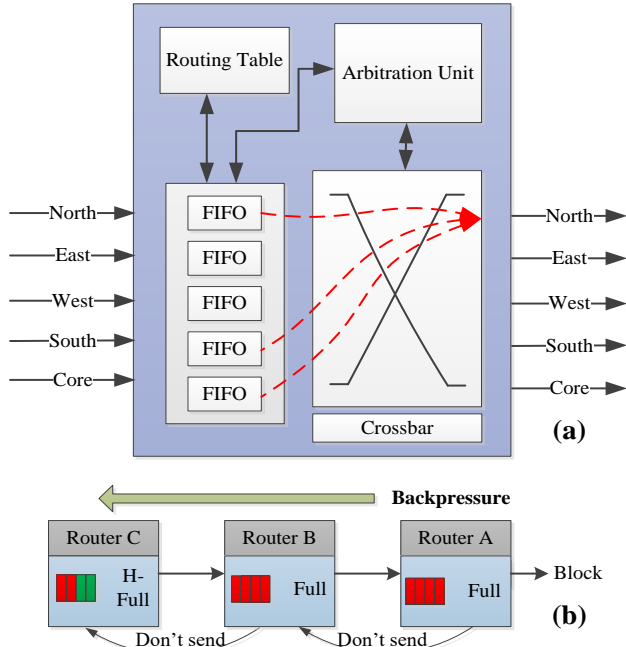 Routing Table
Arbitration Unit
North
East
West
South
Core
FIFO
FIFO
FIFO
FIFO
FIFO
Crossbar
North
East
West
South
Core
(a)
Backpressure
Router C
Router B
Router A
H-
Full
Full
Full
Block
Don't send
Don't send
(b)